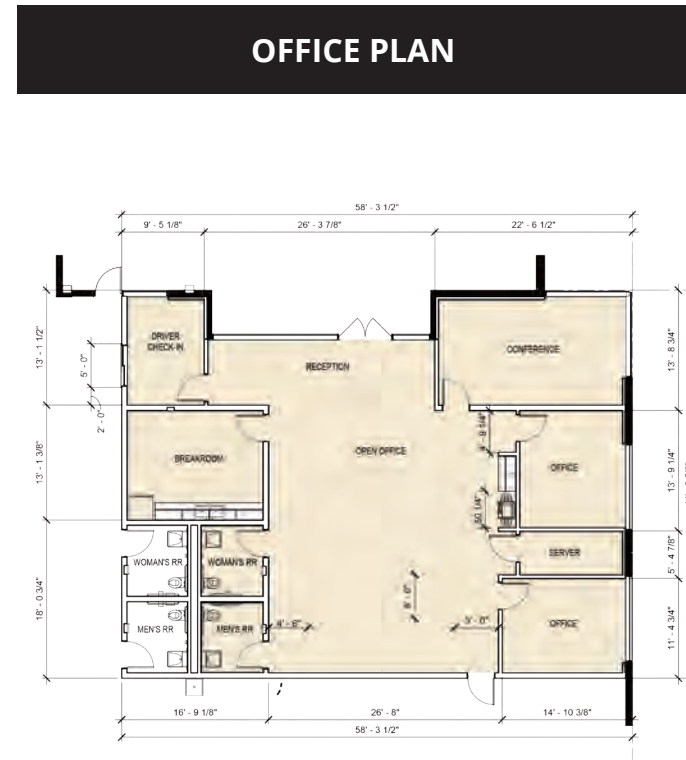 OFFICE PLAN
58' - 3 1/2"
9' - 5 1/8"
26' - 3 7/8"
22' - 6 1/2"
13' - 1 1/2"
5' - 0"
2' - 0"
13' - 8 3/4"
DRIVER
CHECK-IN
RECEPTION
CONFERENCE
13' - 1 3/8"
BREAKROOM
OPEN OFFICE
OFFICE
13' - 9 1/4"
18' - 0 3/4"
WOMAN'S RR
WOMAN'S RR
SERVER
5' - 4 7/8"
MEN'S RR
MEN'S RR
4' - 6"
OFFICE
11' - 4 3/4"
16' - 9 1/8"
26' - 8"
14' - 10 3/8"
58' - 3 1/2"